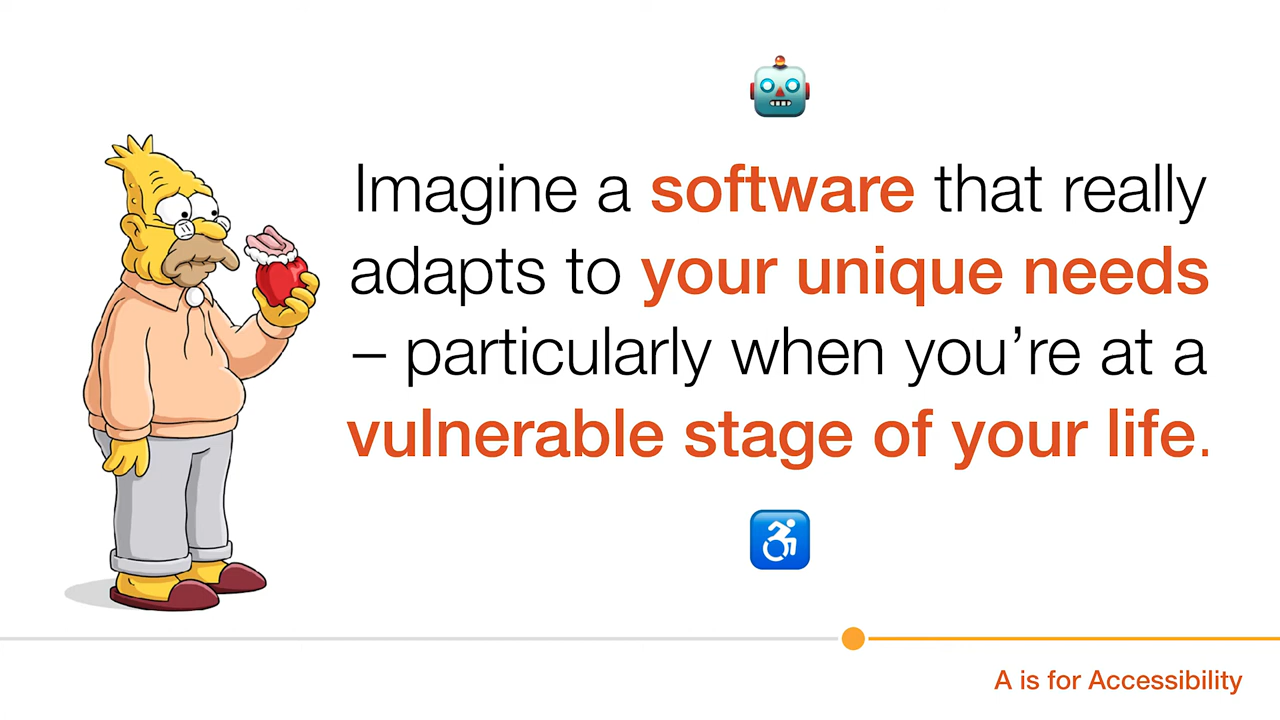 Imagine a software that really
adapts to your unique needs
– particularly when you’re at a
vulnerable stage of your life.
A is for Accessibility